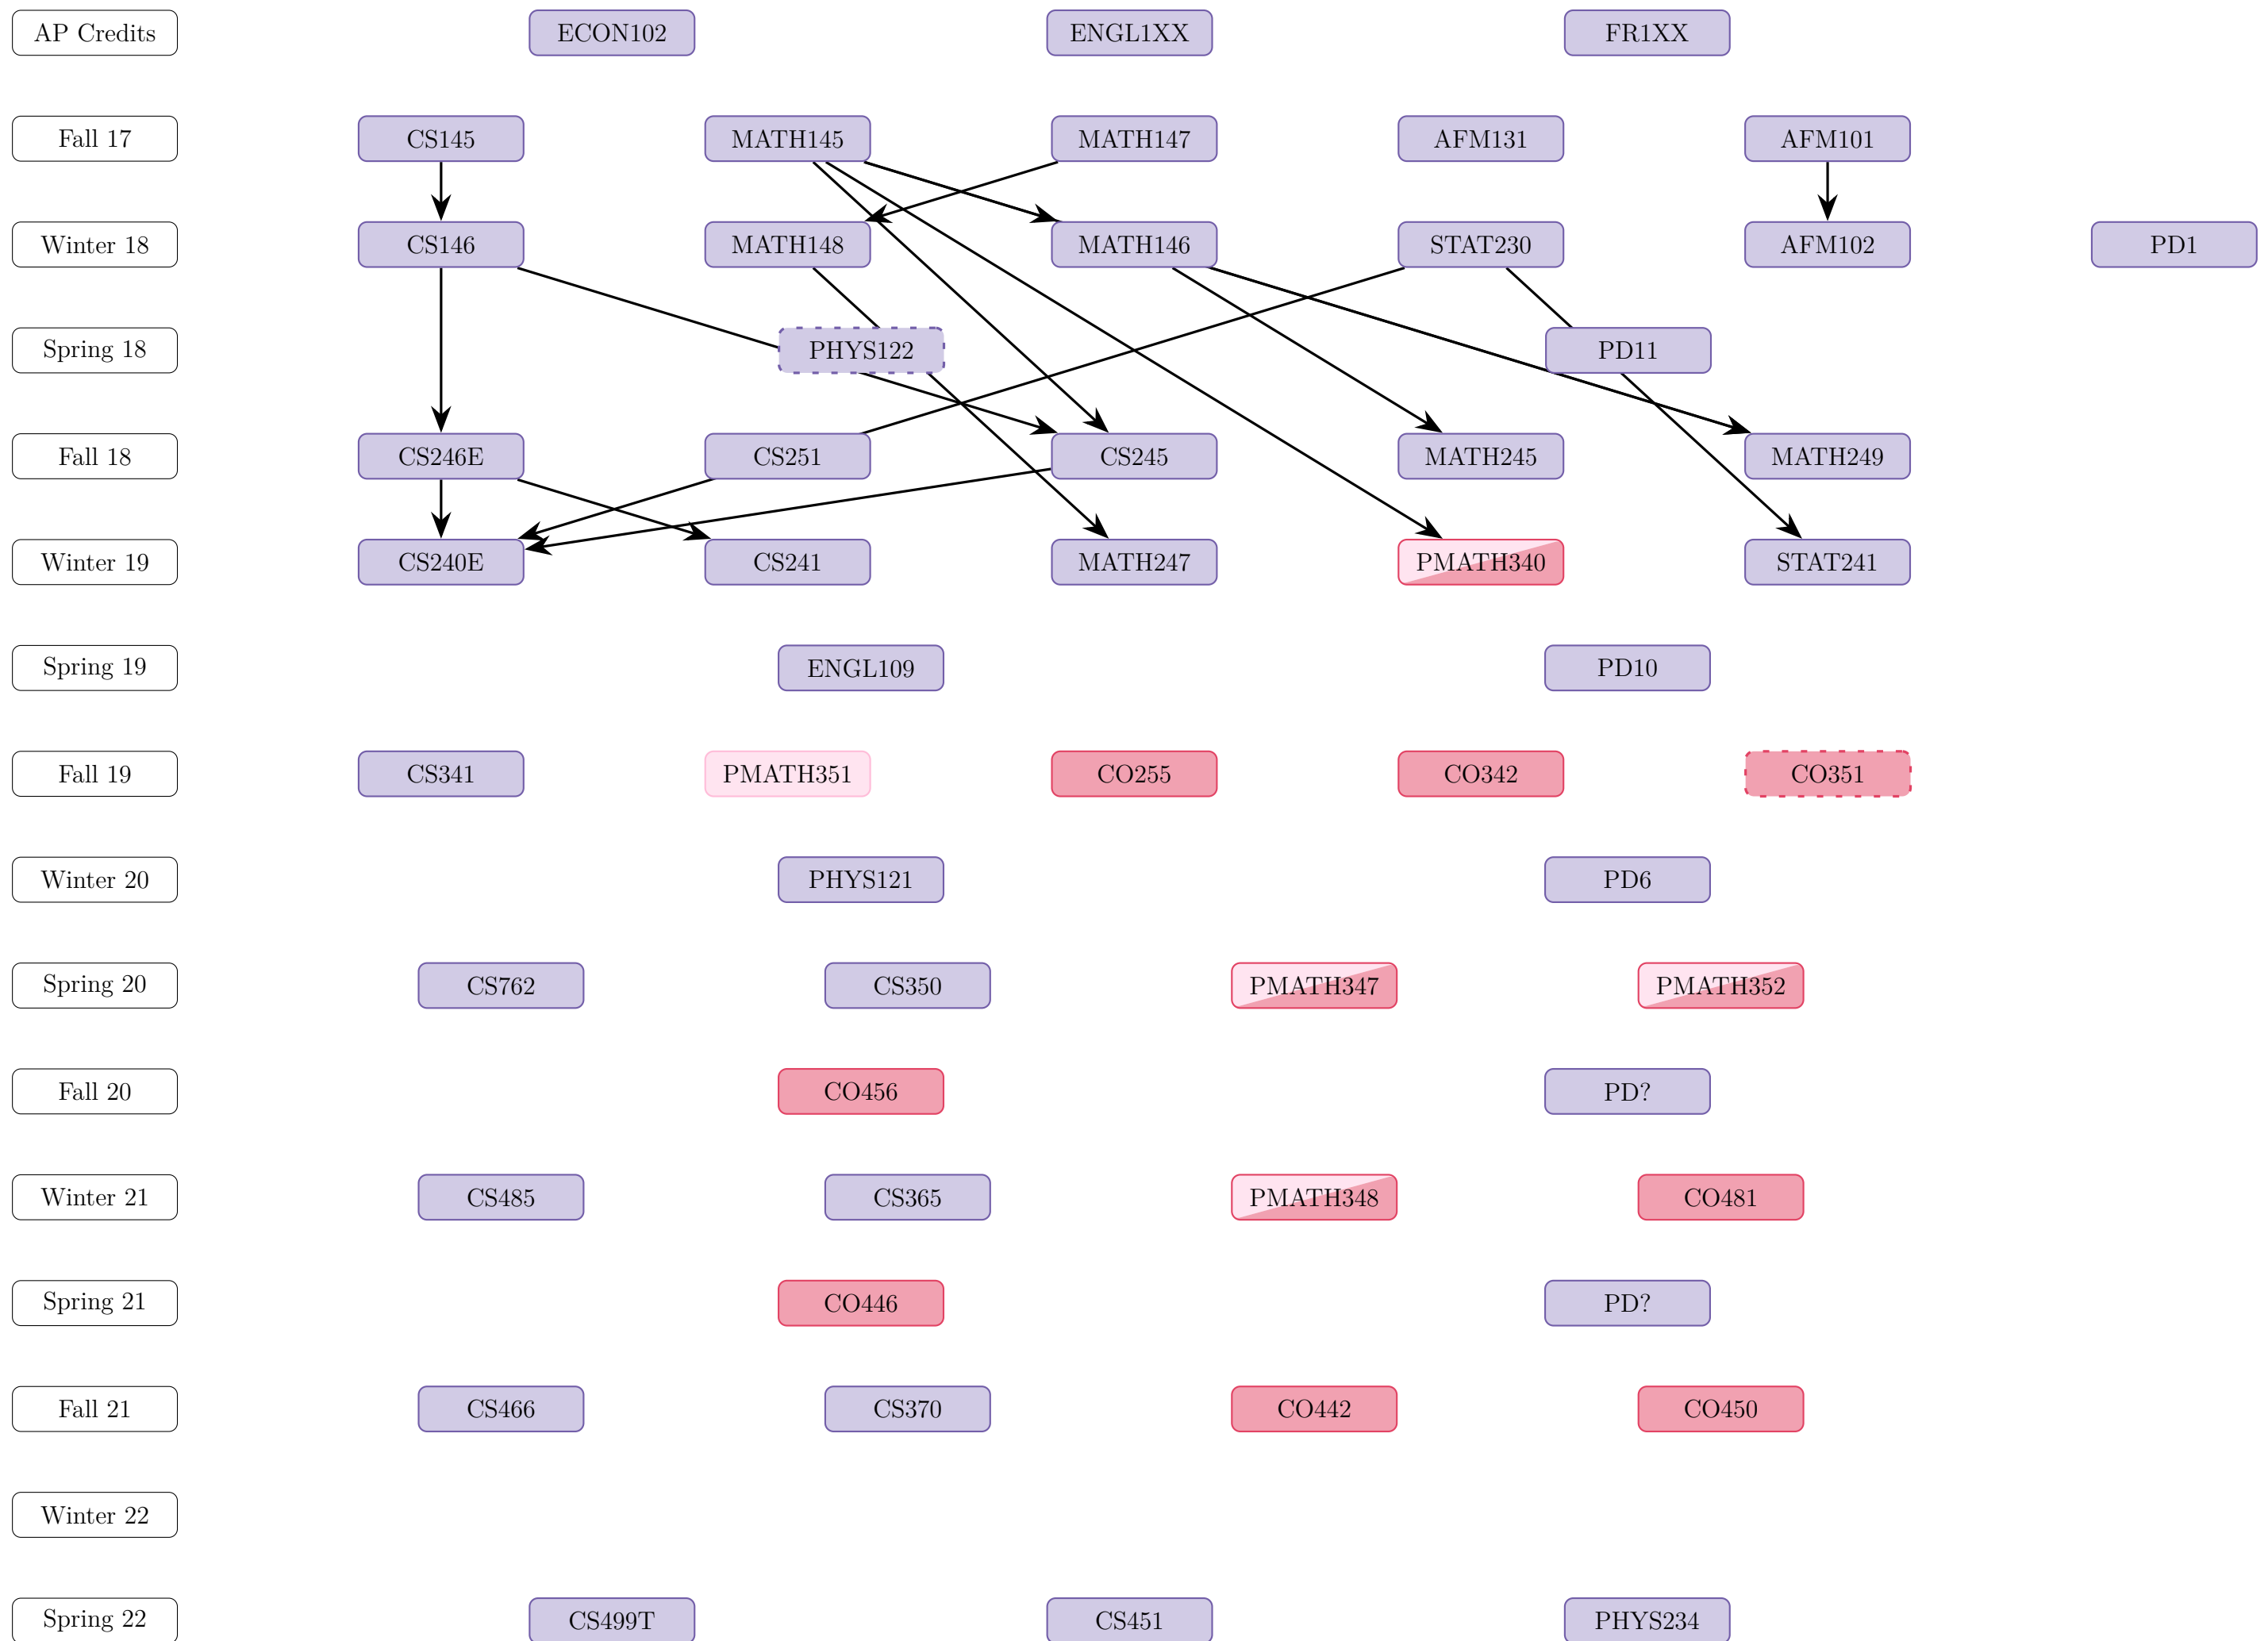 AP Credits ECON102 ENGL1XX FR1XX
Fall 17 CS145 MATH145 MATH147 AFM131 AFM101
Winter 18 CS146 MATH148 MATH146 STAT230 AFM102 PD1
Spring 18 PHYS122 PD11
Fall 18 CS246E CS251 CS245 MATH245 MATH249
Winter 19 CS240E CS241 MATH247 PMATH340 STAT241
Spring 19 ENGL109 PD10
Fall 19 CS341 PMATH351 CO255 CO342 CO351
Winter 20 PHYS121 PD6
Spring 20 CS762 CS350 PMATH347 PMATH352
Fall 20 CO456 PD?
Winter 21 CS485 CS365 PMATH348 CO481
Spring 21 CO446 PD?
Fall 21 CS466 CS370 CO442 CO450
Winter 22
Spring 22 CS499T CS451 PHYS234